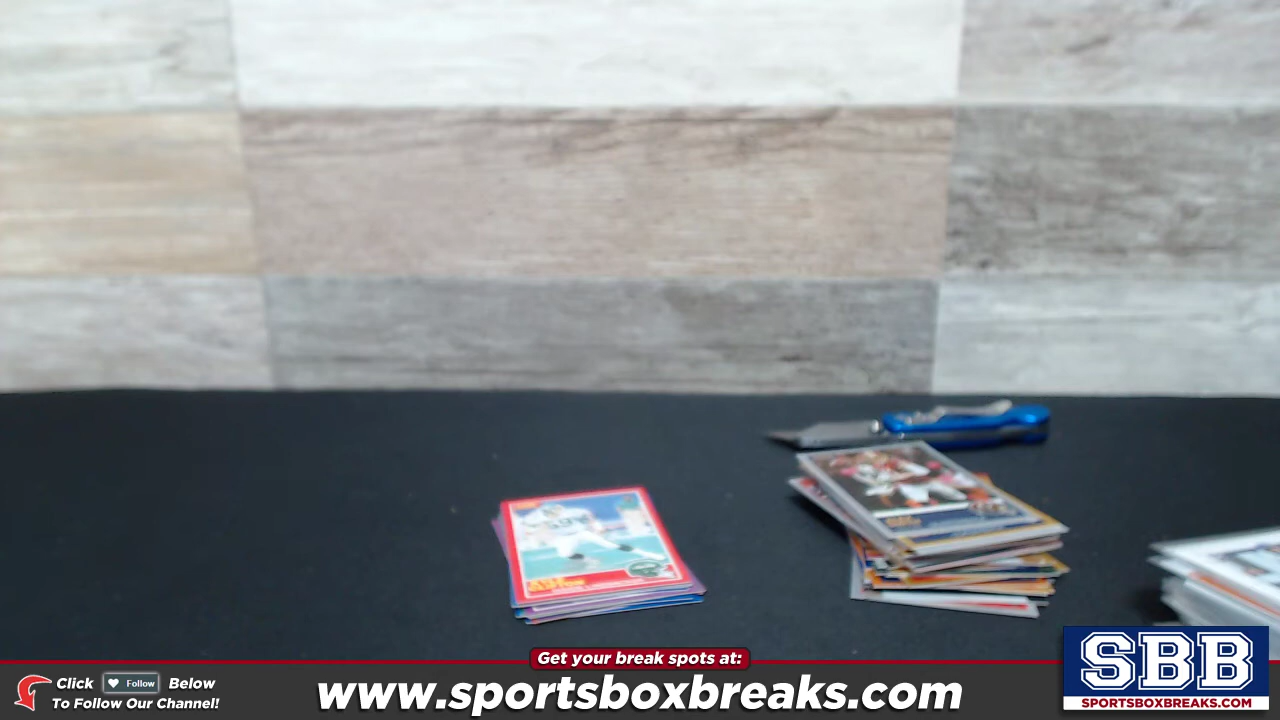 Get your break spots at:
Click Follow Below
To Follow Our Channel!
www.sportsboxbreaks.com
SBB
SPORTSBOXBREAKS.COM